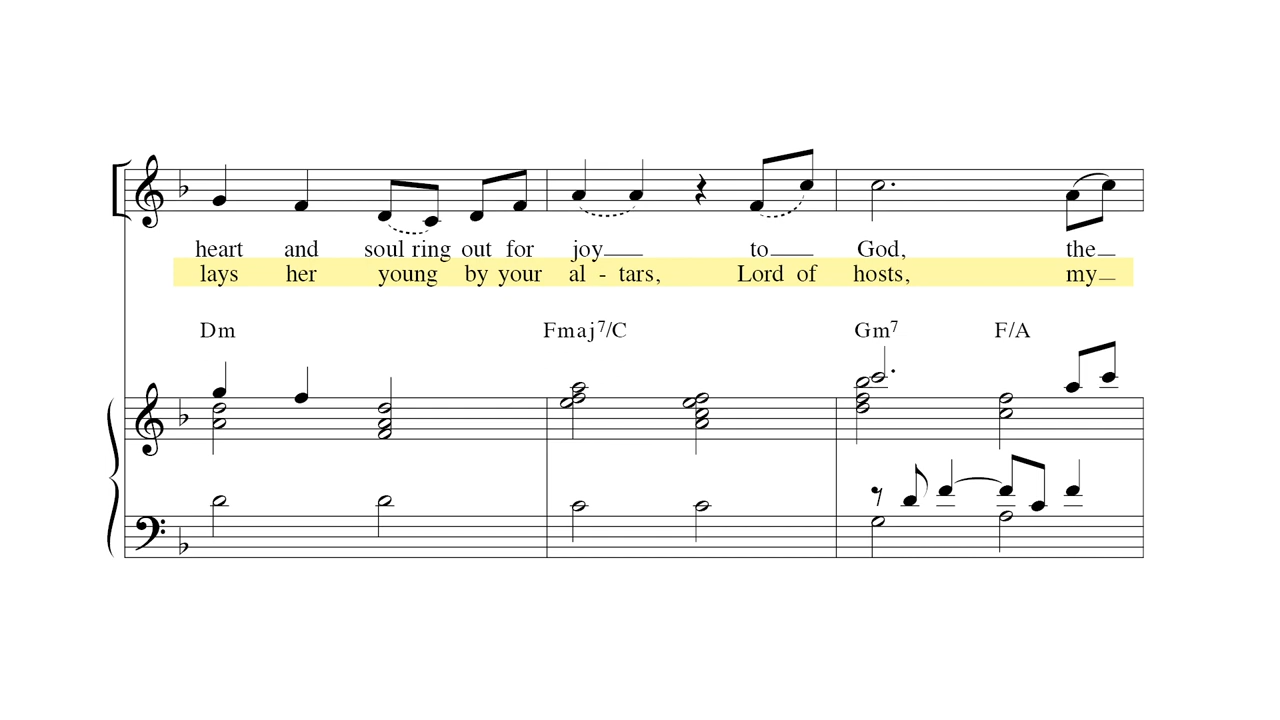 heart and soul ring out for joy to God, the
lays her young by your al - tars, Lord of hosts, my
Dm Fmaj7/C Gm7 F/A